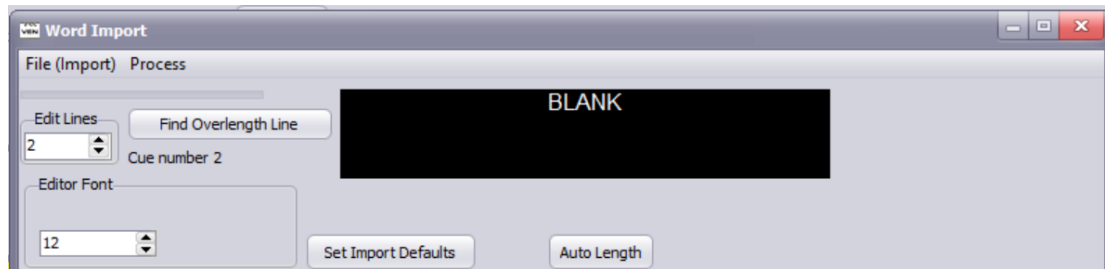 Word Import
File (Import) Process
BLANK
Edit Lines
Find Overlength Line
2
Cue number 2
Editor Font
12
Set Import Defaults
Auto Length